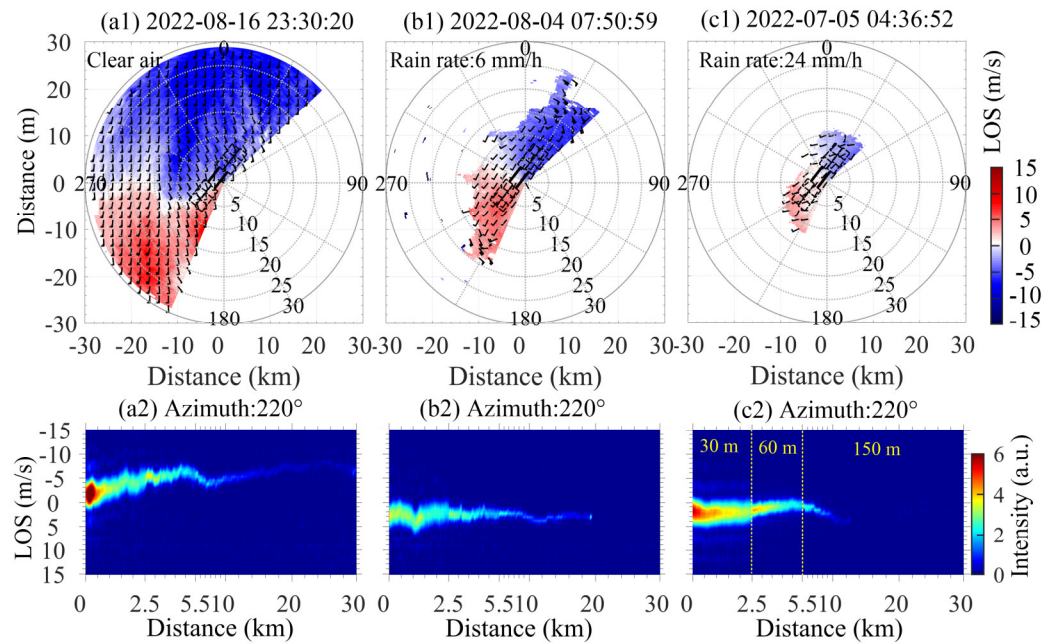 (a1) 2022-08-16 23:30:20
(b1) 2022-08-04 07:50:59
(c1) 2022-07-05 04:36:52
Clear air
Rain rate:6 mm/h
Rain rate:24 mm/h
Distance (m)
30
20
10
0
-10
-20
-30
0
270
5
10
15
20
25
30
180
0
270
90
5
10
15
20
25
30
180
0
270
90
5
10
15
20
25
30
180
90
-30 -20 -10 0 10 20 30
-30 -20 -10 0 10 20 30
-30 -20 -10 0 10 20 30
Distance (km)
Distance (km)
Distance (km)
LOS (m/s)
15
10
5
0
-5
-10
-15
(a2) Azimuth:220°
(b2) Azimuth:220°
(c2) Azimuth:220°
LOS (m/s)
-15
-10
-5
0
5
10
15
30 m
60 m
150 m
0 2.5 5.510 20 30
0 2.5 5.510 20 30
0 2.5 5.510 20 30
Distance (km)
Distance (km)
Distance (km)
6
4
2
0
Intensity (a.u.)